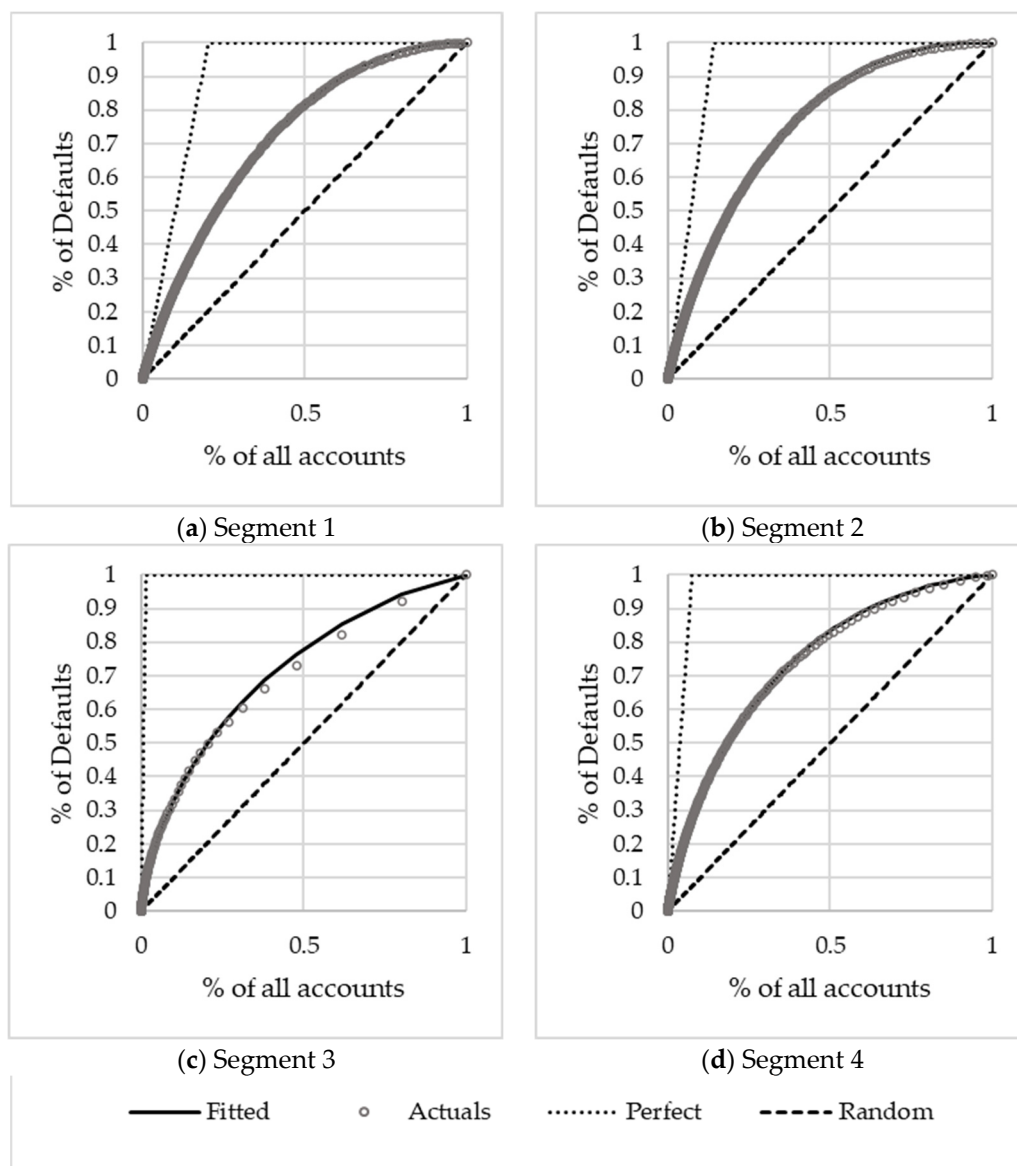 1
0.9
0.8
0.7
0.6
0.5
0.4
0.3
0.2
0.1
0
% of Defaults
0 0.5 1
% of all accounts
(a) Segment 1
1
0.9
0.8
0.7
0.6
0.5
0.4
0.3
0.2
0.1
0
% of Defaults
0 0.5 1
% of all accounts
(b) Segment 2
1
0.9
0.8
0.7
0.6
0.5
0.4
0.3
0.2
0.1
0
% of Defaults
0 0.5 1
% of all accounts
(c) Segment 3
1
0.9
0.8
0.7
0.6
0.5
0.4
0.3
0.2
0.1
0
% of Defaults
0 0.5 1
% of all accounts
(d) Segment 4
Fitted Actuals Perfect Random